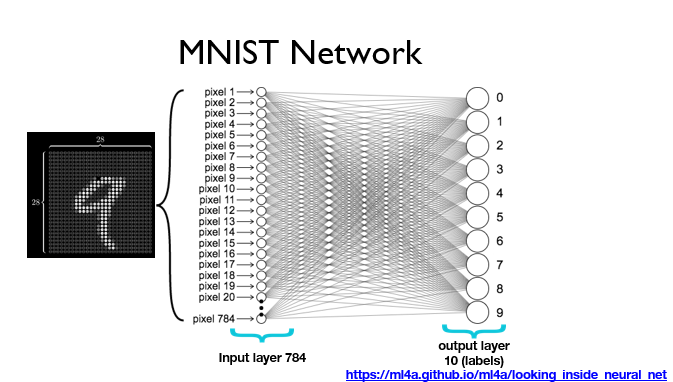 MNIST Network
28
28
pixel 1
pixel 2
pixel 3
pixel 4
pixel 5
pixel 6
pixel 7
pixel 8
pixel 9
pixel 10
pixel 11
pixel 12
pixel 13
pixel 14
pixel 15
pixel 16
pixel 17
pixel 18
pixel 19
pixel 20
pixel 784
0
1
2
3
4
5
6
7
8
9
Input layer 784
output layer
10 (labels)
https://ml4a.github.io/ml4a/looking_inside_neural_net